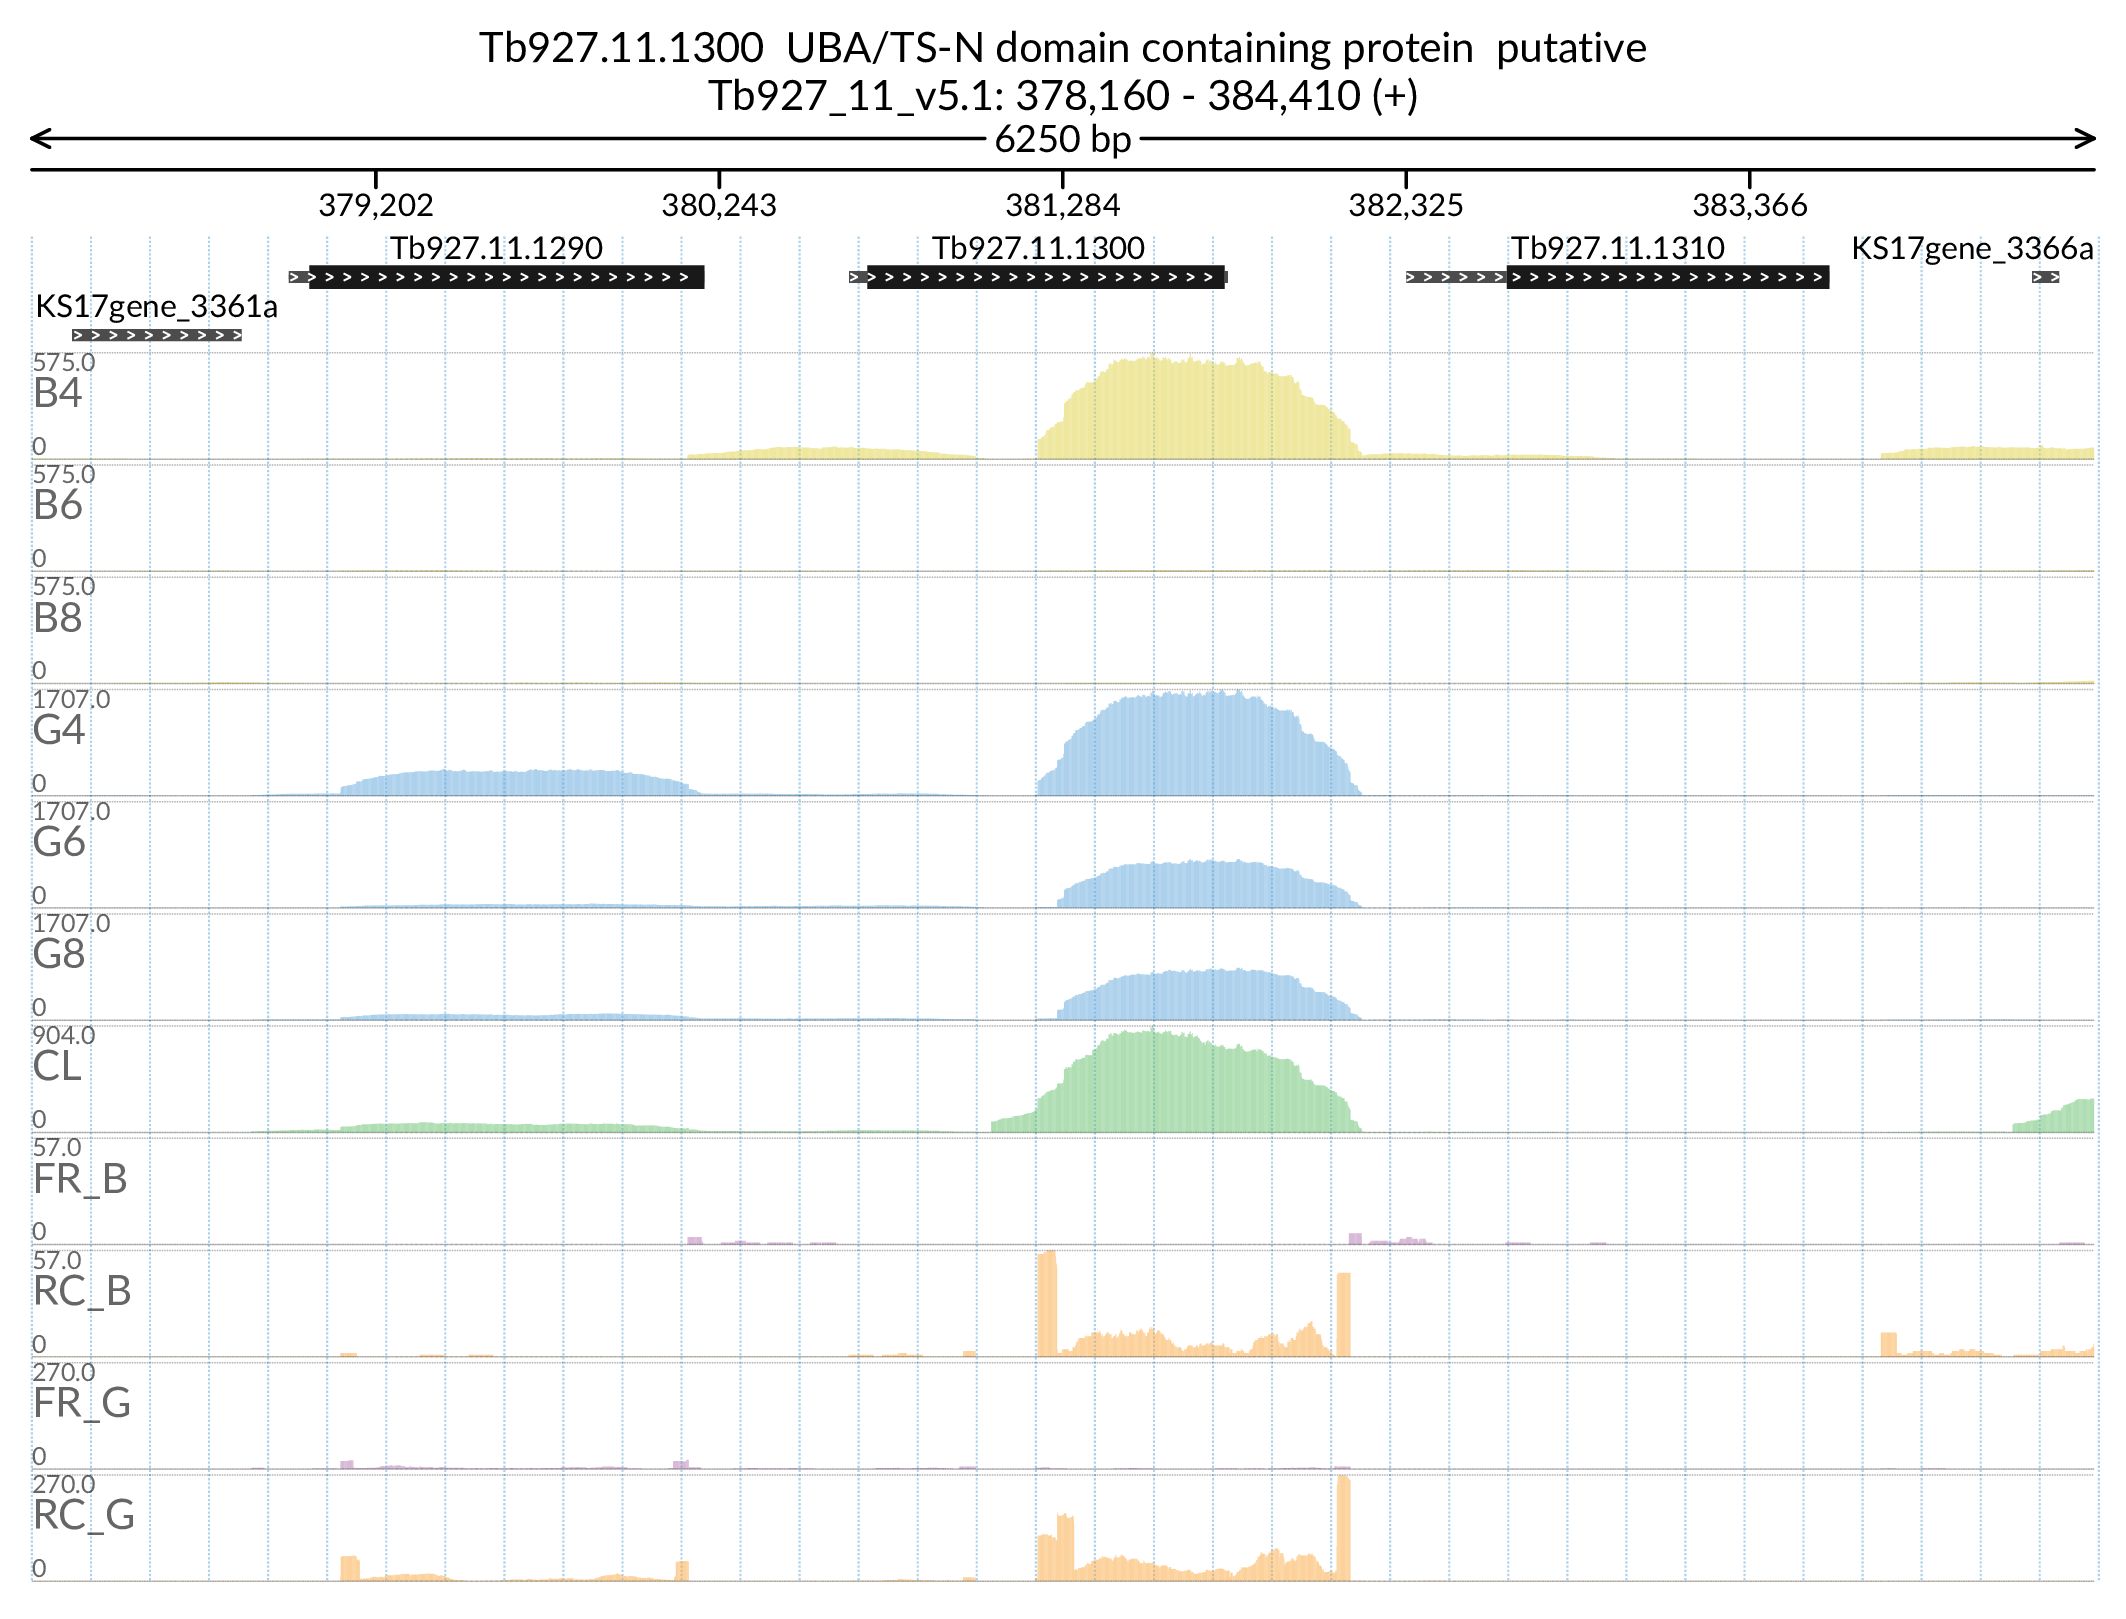 Tb927.11.1300  UBA/TS-N domain containing protein  putative
Tb927_11_v5.1: 378,160 - 384,410 (+)
6250 bp
379,202 380,243 381,284 382,325 383,366
Tb927.11.1290 Tb927.11.1300 Tb927.11.1310 KS17gene_3366a
KS17gene_3361a
575.0
B4
0
575.0
B6
0
575.0
B8
0
1707.0
G4
0
1707.0
G6
0
1707.0
G8
0
904.0
CL
0
57.0
FR_B
0
57.0
RC_B
0
270.0
FR_G
0
270.0
RC_G
0